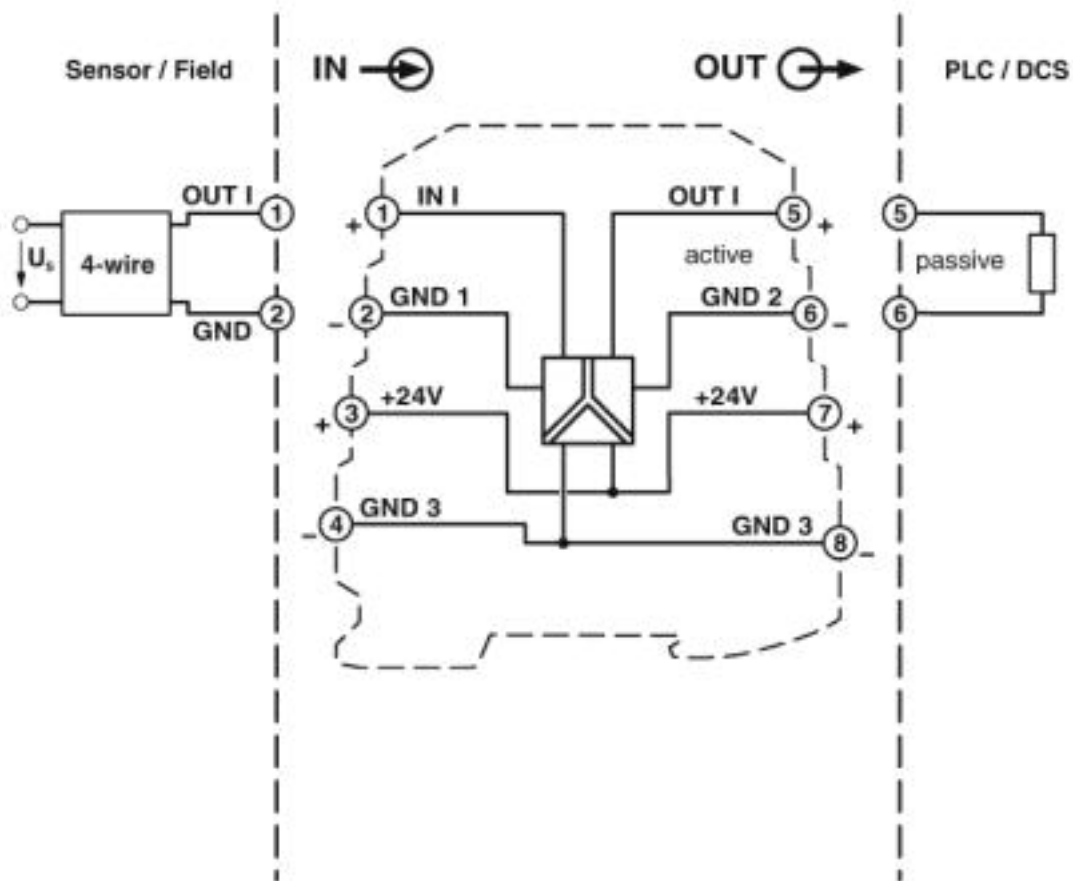 Sensor / Field
IN
OUT
PLC / DCS
OUT I
1
1
IN I
OUT I
5
5
+
+
Us
4-wire
active
passive
GND
2
2
GND 1
GND 2
6
6
-
-
3
+24V
+24V
7
+
+
4
GND 3
GND 3
8
-
-